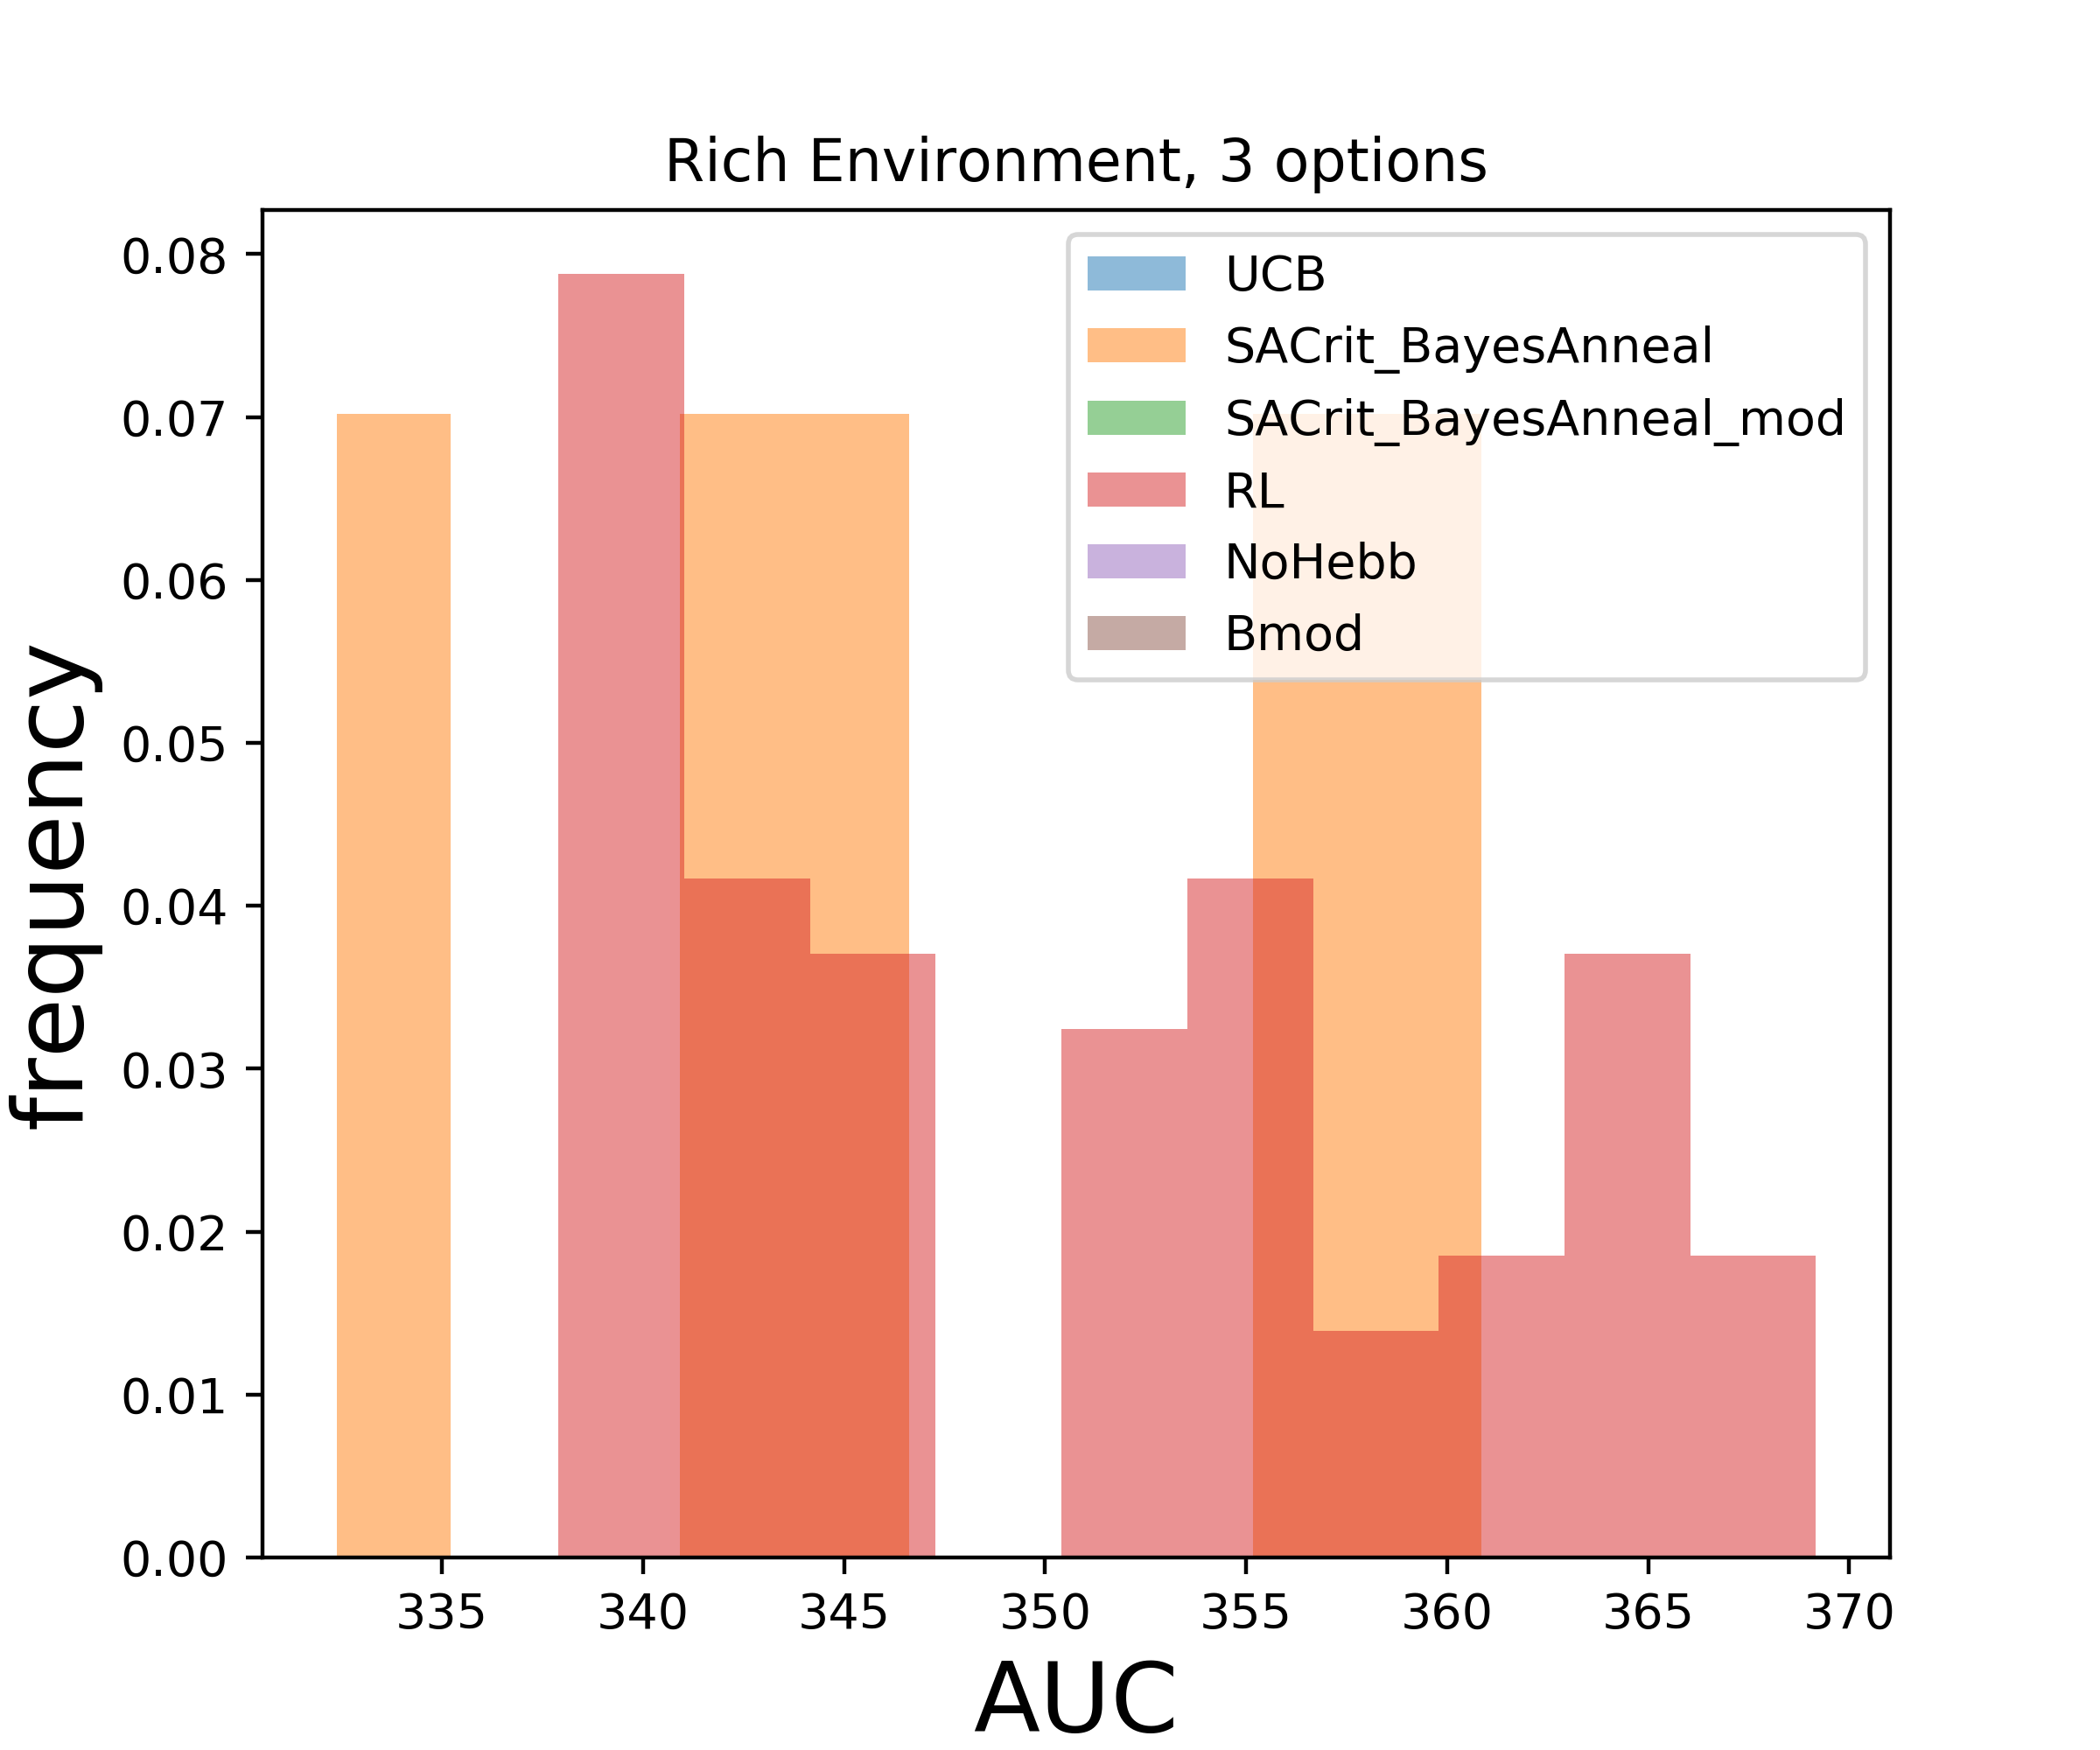 Rich Environment, 3 options
UCB
SACrit_BayesAnneal
SACrit_BayesAnneal_mod
RL
NoHebb
Bmod
frequency
0.08
0.07
0.06
0.05
0.04
0.03
0.02
0.01
0.00
335 340 345 350 355 360 365 370
AUC